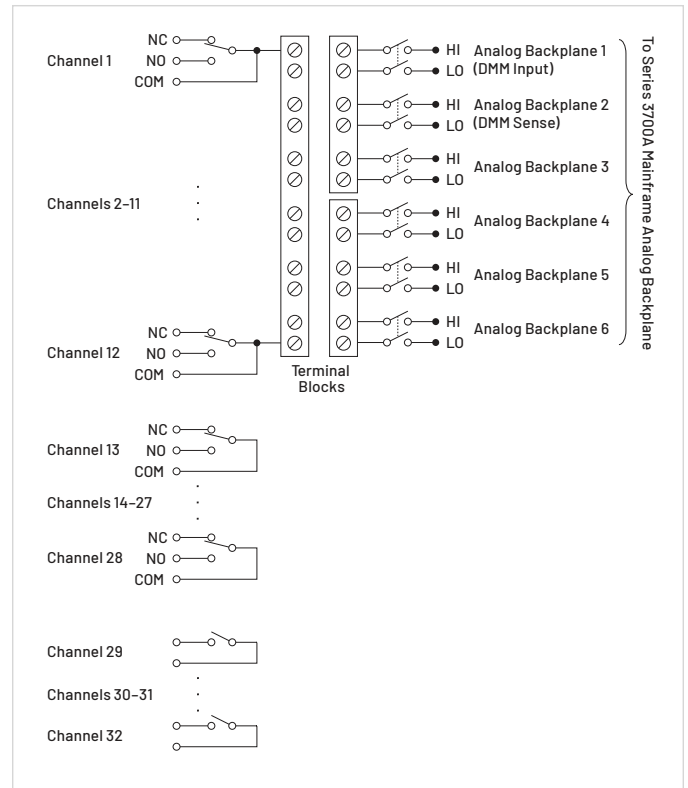 Channel 1
NC
NO
COM
HI Analog Backplane 1
LO (DMM Input)
HI Analog Backplane 2
LO (DMM Sense)
Channels 2–11
HI
LO
Analog Backplane 3
HI
LO
Analog Backplane 4
HI
LO
Analog Backplane 5
Channel 12
NC
NO
COM
HI
LO
Analog Backplane 6
To Series 3700A Mainframe Analog Backplane
Terminal
Blocks
Channel 13
NC
NO
COM
Channels 14–27
Channel 28
NC
NO
COM
Channel 29
Channels 30–31
Channel 32